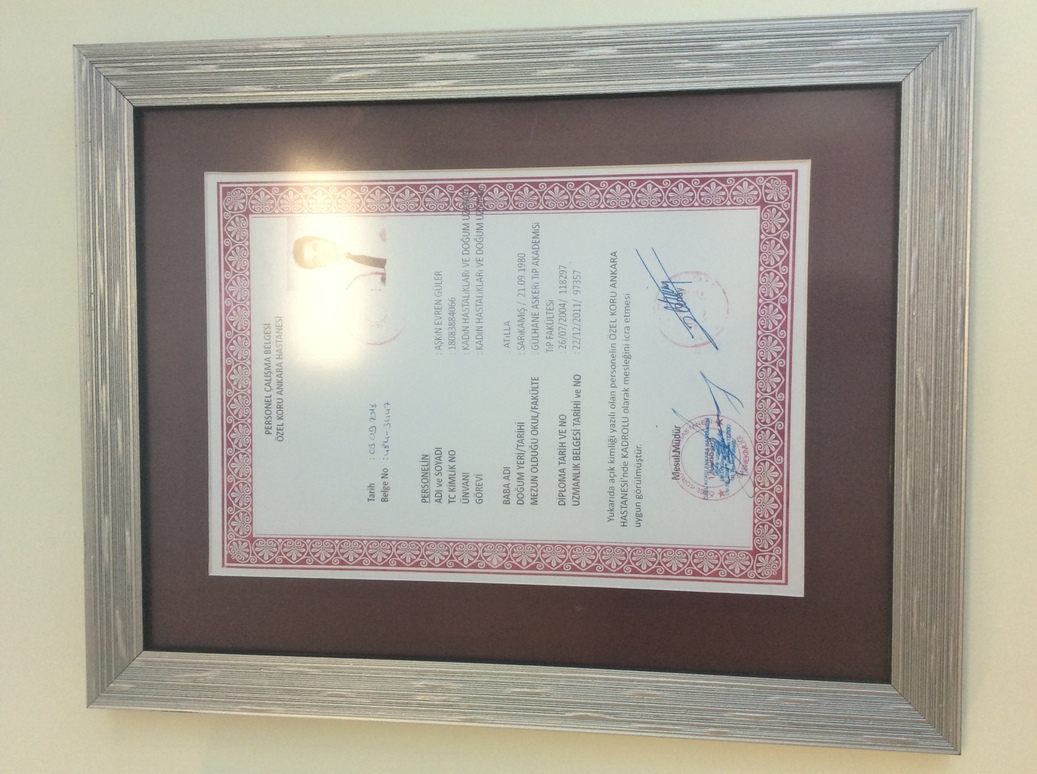 PERSONEL ÇALIŞMA BELGESİ
ÖZEL KORU ANKARA HASTANESİ
Tarih :
Belge No :
PERSONELİN
ADI ve SOYADI : AŞKIN EVREN GÜLER
TC KİMLİK NO : 18083884066
ÜNVANI : KADIN HASTALIKLARI VE DOĞUM UZMANI
GÖREVİ : KADIN HASTALIKLARI VE DOĞUM UZMANI
BABA ADI : ATİLLA
DOĞUM YERİ/TARİHİ : SARIKAMIŞ / 21.09.1980
MEZUN OLDUĞU OKUL/FAKÜLTE : GÜLHANE ASKERİ TIP AKADEMİSİ
TIP FAKÜLTESİ
DİPLOMA TARİH VE NO : 26/07/2004/ 118297
UZMANLIK BELGESİ TARİHİ ve NO : 22/12/2011/ 97357
Yukarıda açık kimliği yazılı olan personelin ÖZEL KORU ANKARA
HASTANESİ'nde KADROLU olarak mesleğini icra etmesi
uygun görülmüştür.
Mesul Müdür